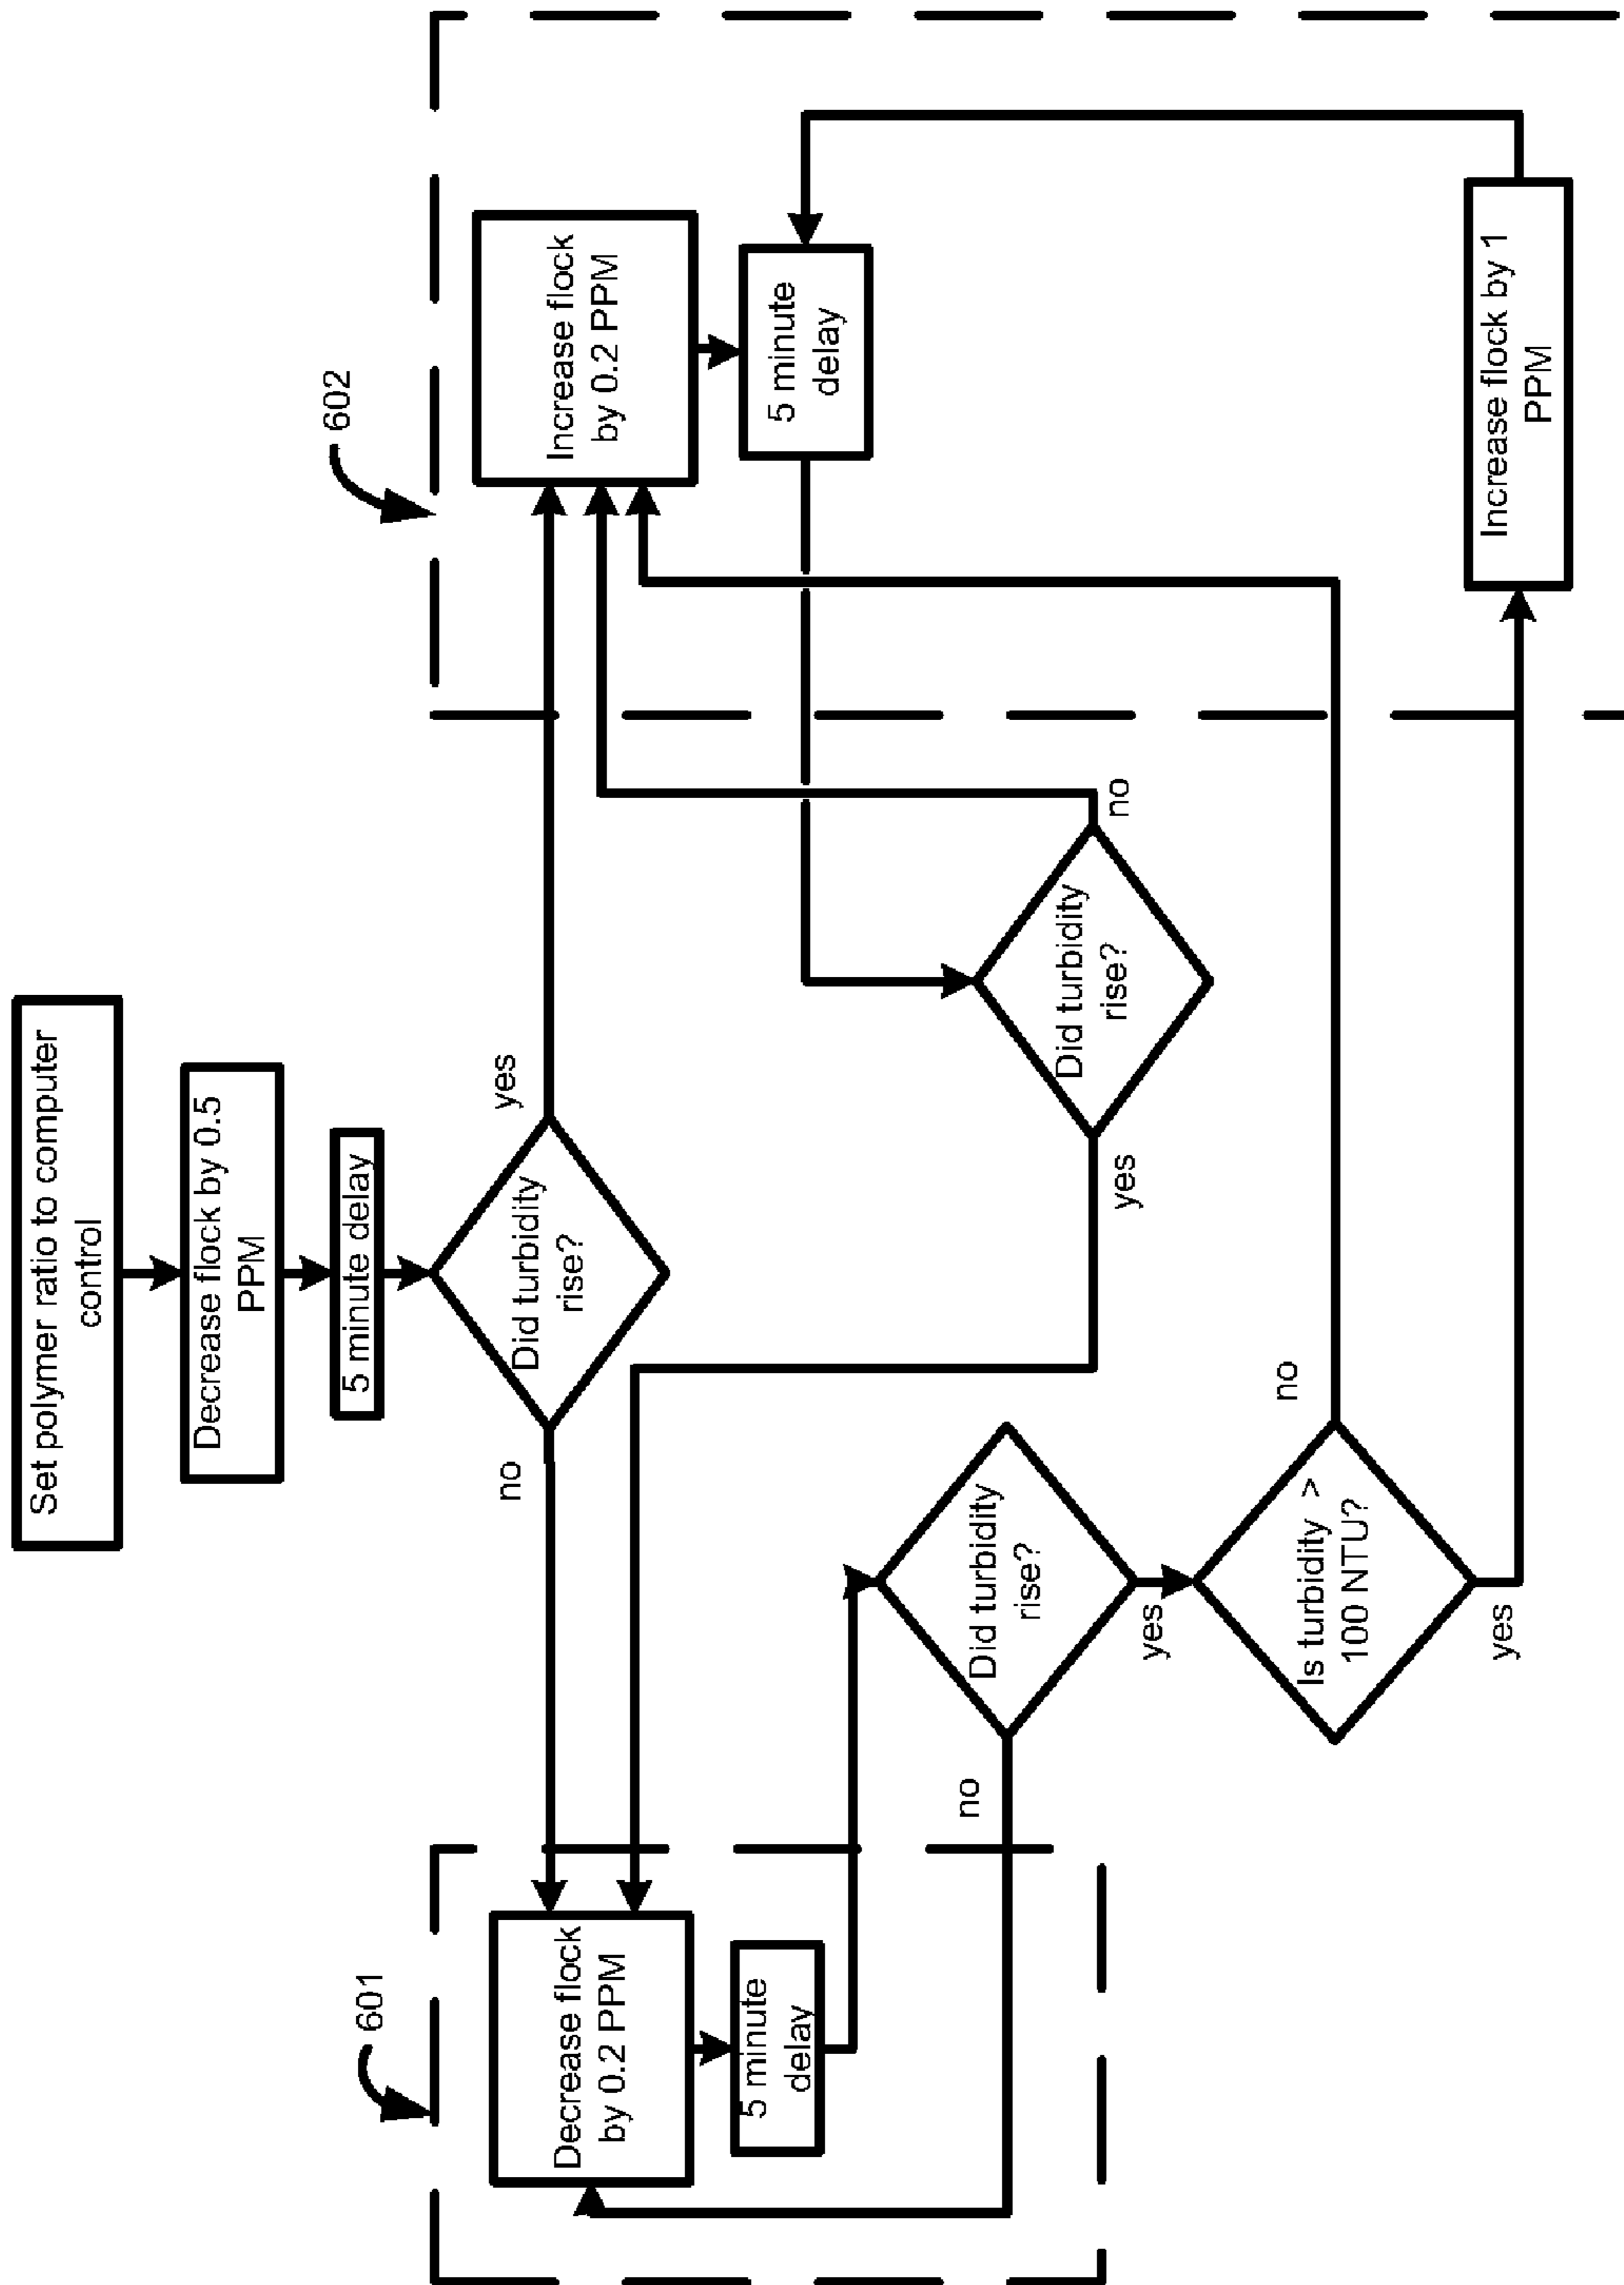 Set polymer ratio to computer
control
Decrease flock by 0.5
PPM
5 minute delay
Did turbidity
rise?
no
yes
601
602
Decrease flock
by 0.2 PPM
5 minute
delay
Increase flock
by 0.2 PPM
5 minute
delay
Did turbidity
rise?
yes
no
Did turbidity
rise?
no
yes
Is turbidity >
100 NTU?
no
yes
Increase flock by 1
PPM